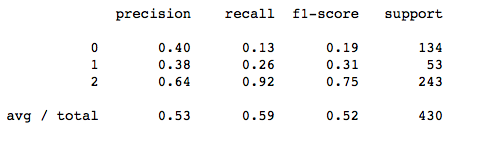 precision recall f1-score support
0 0.40 0.13 0.19 134
1 0.38 0.26 0.31 53
2 0.64 0.92 0.75 243
avg / total 0.53 0.59 0.52 430